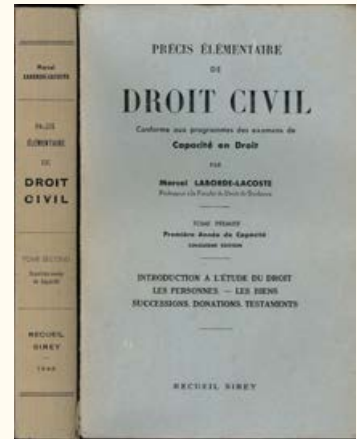 Marcel
LABORDE-LACOSTE
PRÉCIS
ÉLÉMENTAIRE
DE
DROIT
CIVIL
TOME SECOND
RECUEIL
SIREY
PRÉCIS ÉLÉMENTAIRE
DE
DROIT CIVIL
Conforme aux programmes des examens de
Capacité en Droit
PAR
Marcel LABORDE-LACOSTE
Professeur à la Faculté de Droit de Bordeaux
TOME PREMIER
Première Année de Capacité
INTRODUCTION A L'ÉTUDE DU DROIT
LES PERSONNES. — LES BIENS
SUCCESSIONS, DONATIONS, TESTAMENTS
RECUEIL SIREY